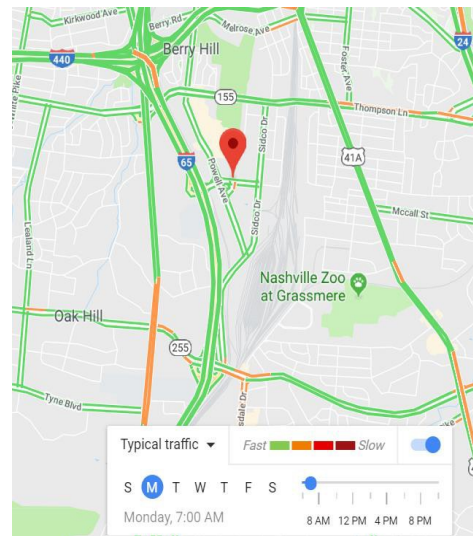 Kirkwood Ave
Berry Rd
Melrose Ave
440
Berry Hill
Foster Ave
24
155
Thompson Ln
65
Powell Ave
Sidco Dr
41A
Sidco Dr
Mccall St
Lealand Ln
Nashville Zoo
at Grassmere
Oak Hill
255
Tyne Blvd
Typical traffic
Fast
Slow
S M T W T F S
Monday, 7:00 AM
8 AM 12 PM 4 PM 8 PM